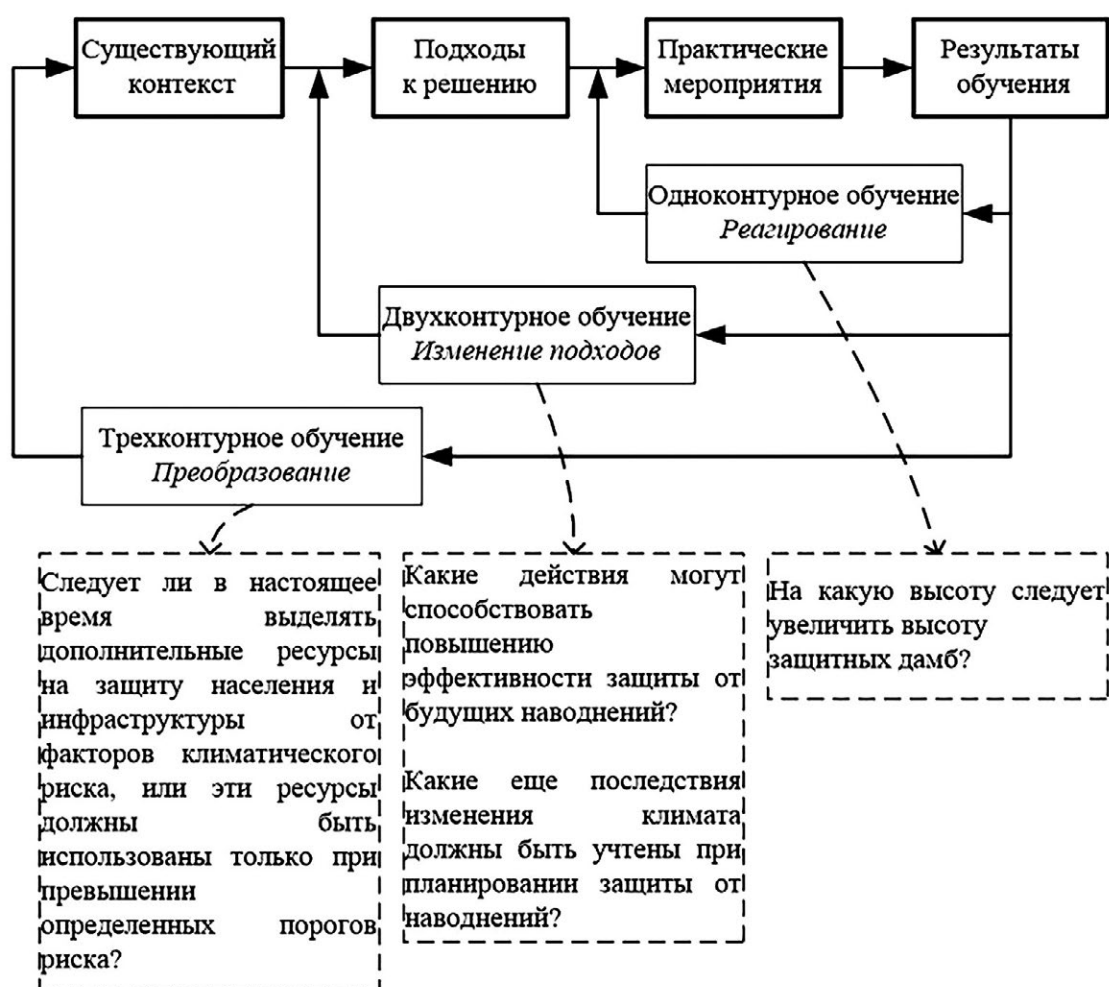 Существующий
контекст
Подходы
к решению
Практические
мероприятия
Результаты
обучения
Одноконтурное обучение
Реагирование
Двухконтурное обучение
Изменение подходов
Трехконтурное обучение
Преобразование
Следует ли в настоящее
время выделять
дополнительные ресурсы
на защиту населения и
инфраструктуры от
факторов климатического
риска, или эти ресурсы
должны быть
использованы только при
превышении
определенных порогов
риска?
Какие действия могут
способствовать
повышению
эффективности защиты от
будущих наводнений?
Какие еще последствия
изменения климата
должны быть учтены при
планировании защиты от
наводнений?
На какую высоту следует
увеличить высоту
защитных дамб?